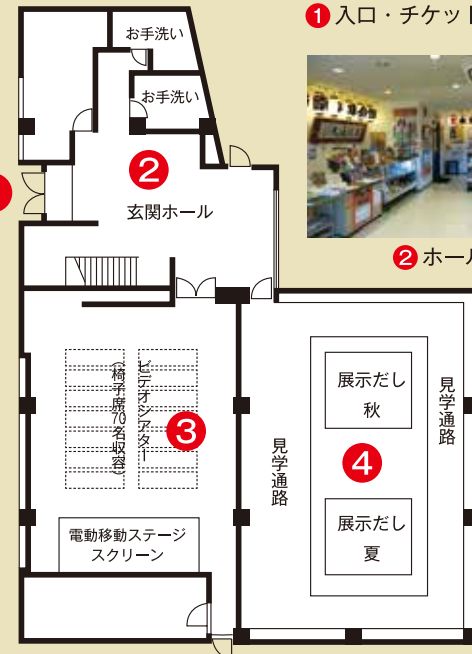 ❶ 入口・チケット
お手洗い
お手洗い
❷
玄関ホール
❷ ホール
ビデオシアター
(椅子席70名収容)
❸
電動移動ステージ
スクリーン
展示だし
秋
見学通路
見学通路
❹
展示だし
夏